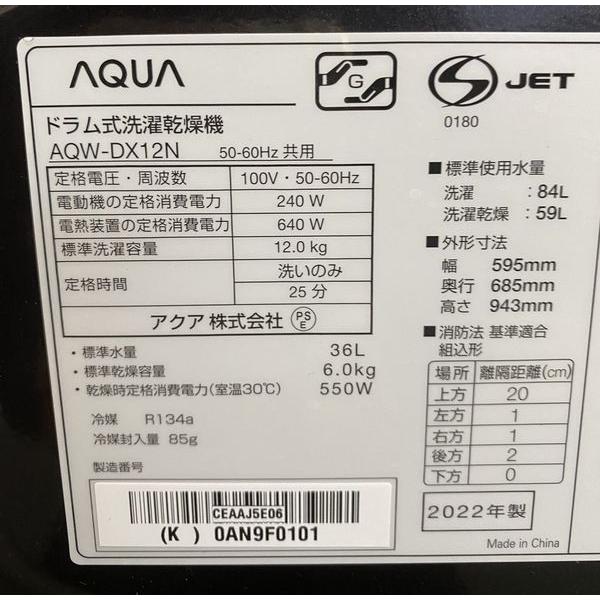 AQUA
G
S JET
0180
ドラム式洗濯乾燥機
AQW-DX12N 50-60Hz 共用
定格電圧・周波数 100V・50-60Hz
電動機の定格消費電力 240 W
電熱装置の定格消費電力 640 W
標準洗濯容量 12.0 kg
定格時間 洗いのみ
25 分
アクア 株式会社 PSE
・標準水量 36L
・標準乾燥容量 6.0kg
・乾燥時定格消費電力(室温30℃) 550W
冷媒 R134a
冷媒封入量 85g
製造番号
CEAAJ5E06
(K ) 0AN9F0101
■標準使用水量
洗濯 : 84L
洗濯乾燥 : 59L
■外形寸法
幅 595mm
奥行 685mm
高さ 943mm
■消防法 基準適合
組込形
場所 離隔距離(cm)
上方 20
左方 1
右方 1
後方 2
下方 0
2022年製
Made in China